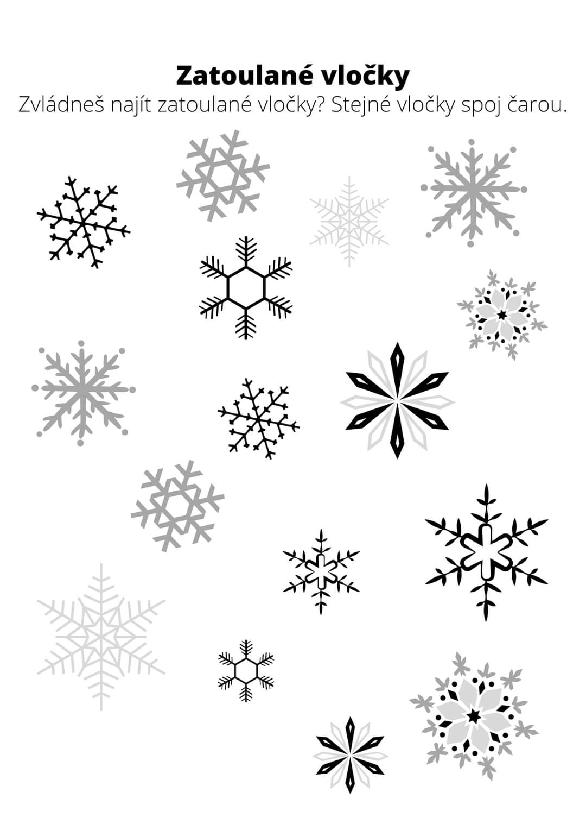 Zatoulané vločky
Zvládneš najít zatoulané vločky? Stejné vločky spoj čarou.